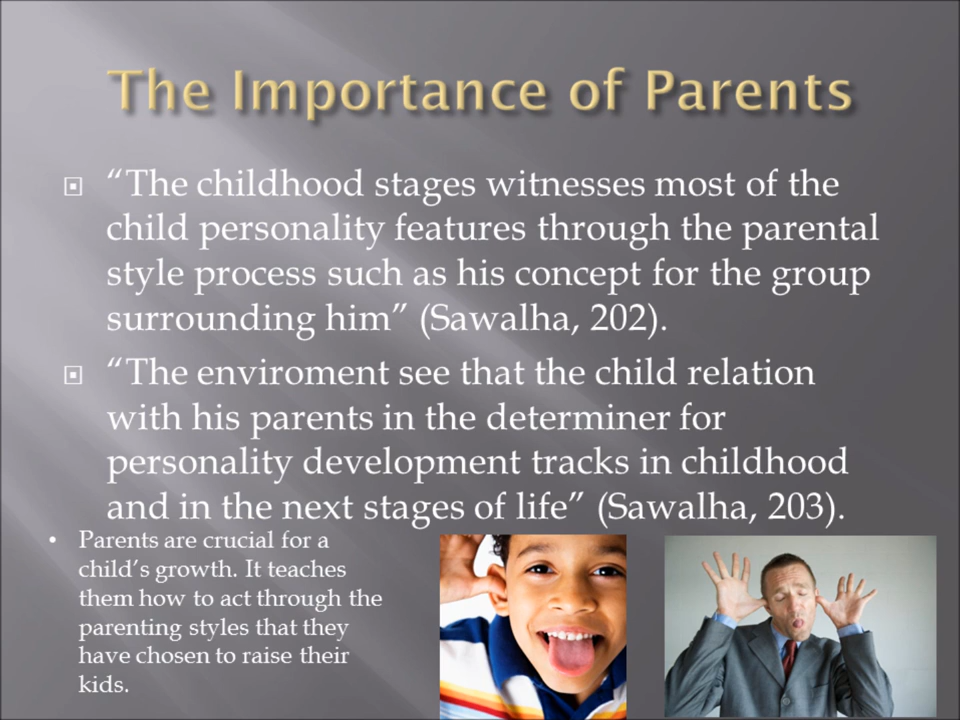 The Importance of Parents
“The childhood stages witnesses most of the
child personality features through the parental
style process such as his concept for the group
surrounding him” (Sawalha, 202).
“The enviroment see that the child relation
with his parents in the determiner for
personality development tracks in childhood
and in the next stages of life” (Sawalha, 203).
• Parents are crucial for a
child’s growth. It teaches
them how to act through the
parenting styles that they
have chosen to raise their
kids.